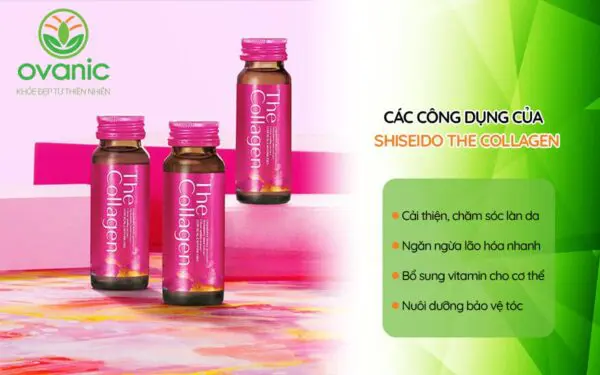 ovanic
KHỎE ĐẸP TỪ THIÊN NHIÊN
The
Collagen
The
Collagen
The
Collagen
CÁC CÔNG DỤNG CỦA
SHISEIDO THE COLLAGEN
Cải thiện, chăm sóc làn da
Ngăn ngừa lão hóa nhanh
Bổ sung vitamin cho cơ thể
Nuôi dưỡng bảo vệ tóc